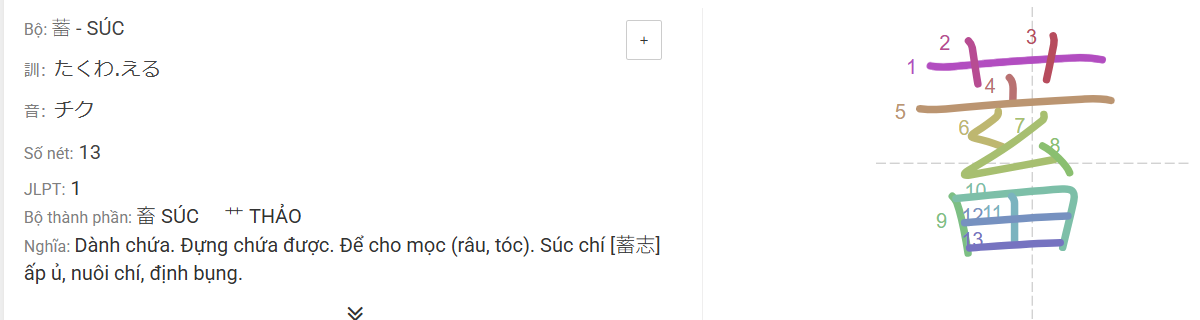 Bộ: 蓄 - SÚC
+
訓: たくわ.える
音: チク
Số nét: 13
JLPT: 1
Bộ thành phần: 畜 SÚC 艹 THẢO
Nghĩa: Dành chứa. Đựng chứa được. Để cho mọc (râu, tóc). Súc chí [蓄志]
ấp ủ, nuôi chí, định bụng.
蓄
1
2
3
4
5
6
7
8
9
10
11
12
13